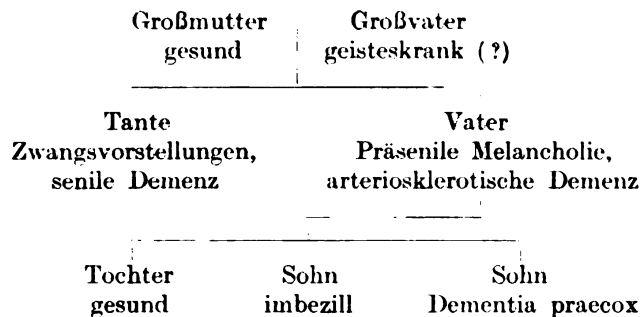 Großmutter Großvater
gesund geisteskrank (?)
Tante Vater
Zwangsvorstellungen, Präsenile Melancholie,
senile Demenz arteriosklerotische Demenz
Tochter Sohn Sohn
gesund imbezill Dementia praecox